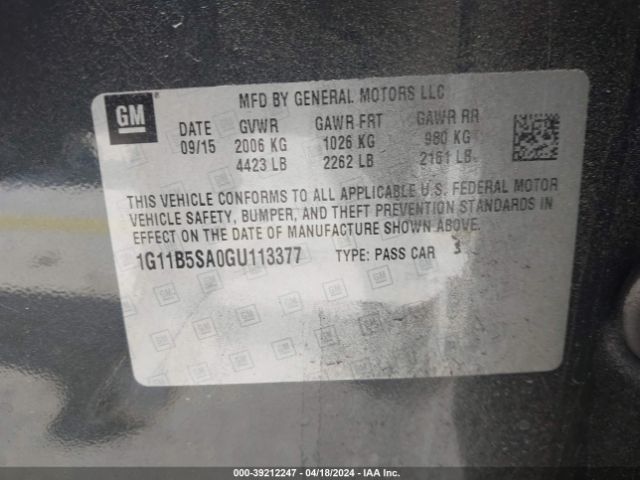 GM
®
MFD BY GENERAL MOTORS LLC
DATE GVWR GAWR FRT GAWR RR
09/15 2006 KG 1026 KG 980 KG
4423 LB 2262 LB 2161 LB
THIS VEHICLE CONFORMS TO ALL APPLICABLE U.S. FEDERAL MOTOR
VEHICLE SAFETY, BUMPER, AND THEFT PREVENTION STANDARDS IN
EFFECT ON THE DATE OF MANUFACTURE SHOWN ABOVE.
1G11B5SA0GU113377 TYPE: PASS CAR
000-39212247 - 04/18/2024 - IAA Inc.